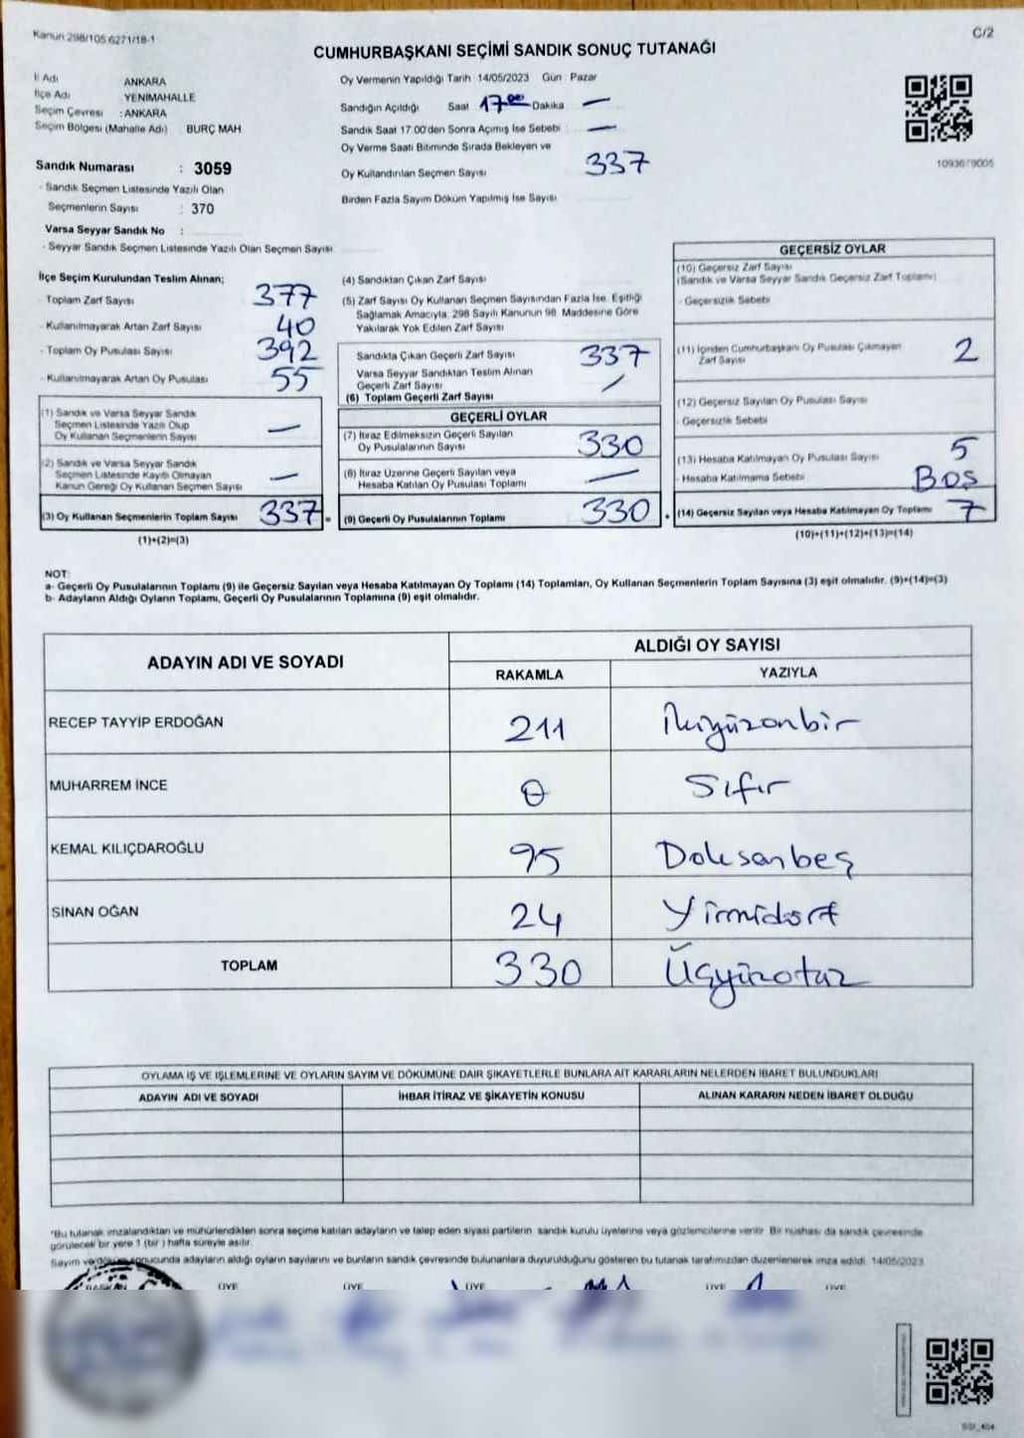 Kanun 298/105 6271/18-1
C/2
CUMHURBAŞKANI SEÇİMİ SANDIK SONUÇ TUTANAĞI
İl Adı ANKARA
İlçe Adı YENİMAHALLE
Seçim Çevresi : ANKARA
Seçim Bölgesi (Mahalle Adı) BURÇ MAH
Sandık Numarası : 3059
- Sandık Seçmen Listesinde Yazılı Olan
Seçmenlerin Sayısı : 370
Varsa Seyyar Sandık No :
- Seyyar Sandık Seçmen Listesinde Yazılı Olan Seçmen Sayısı
Oy Vermenin Yapıldığı Tarih 14/05/2023 Gün : Pazar
Sandığın Açıldığı Saat 17.00 Dakika —
Sandık Saat 17.00'den Sonra Açımış İse Sebebi —
Oy Verme Saati Bitiminde Sırada Bekleyen ve
Oy Kullandırılan Seçmen Sayısı 337
Birden Fazla Sayım Döküm Yapılmış İse Sayısı
1093679005
İlçe Seçim Kurulundan Teslim Alınan;
Toplam Zarf Sayısı 377
- Kullanılmayarak Artan Zarf Sayısı 40
- Toplam Oy Pusulası Sayısı 392
- Kullanılmayarak Artan Oy Pusulası 55
(1) Sandık ve Varsa Seyyar Sandık
Seçmen Listesinde Yazılı Olup
Oy Kullanan Seçmenlerin Sayısı —
(2) Sandık ve Varsa Seyyar Sandık
Seçmen Listesinde Kayıtlı Olmayan
Kanun Gereği Oy Kullanan Seçmen Sayısı —
(3) Oy Kullanan Seçmenlerin Toplam Sayısı 337 =
(1)+(2)=(3)
(4) Sandıktan Çıkan Zarf Sayısı
(5) Zarf Sayısı Oy Kullanan Seçmen Sayısından Fazla İse, Eşitliği
Sağlamak Amacıyla, 298 Sayılı Kanunun 98. Maddesine Göre
Yakılarak Yok Edilen Zarf Sayısı
Sandıkta Çıkan Geçerli Zarf Sayısı 337
Varsa Seyyar Sandıktan Teslim Alınan
Geçerli Zarf Sayısı /
(6) Toplam Geçerli Zarf Sayısı
GEÇERLİ OYLAR
(7) İtiraz Edilmeksizin Geçerli Sayılan
Oy Pusulalarının Sayısı 330
(8) İtiraz Üzerine Geçerli Sayılan veya
Hesaba Katılan Oy Pusulası Toplamı —
(9) Geçerli Oy Pusulalarının Toplamı 330 +
GEÇERSİZ OYLAR
(10) Geçersiz Zarf Sayısı
(Sandık ve Varsa Seyyar Sandık Geçersiz Zarf Toplamı)
- Geçersizlik Sebebi
(11) İçinden Cumhurbaşkanı Oy Pusulası Çıkmayan
Zarf Sayısı 2
(12) Geçersiz Sayılan Oy Pusulası Sayısı
- Geçersizlik Sebebi
(13) Hesaba Katılmayan Oy Pusulası Sayısı 5
- Hesaba Katılmama Sebebi Boş
(14) Geçersiz Sayılan veya Hesaba Katılmayan Oy Toplamı 7
(10)+(11)+(12)+(13)=(14)
NOT:
a- Geçerli Oy Pusulalarının Toplamı (9) ile Geçersiz Sayılan veya Hesaba Katılmayan Oy Toplamı (14) Toplamları, Oy Kullanan Seçmenlerin Toplam Sayısına (3) eşit olmalıdır. (9)+(14)=(3)
b- Adayların Aldığı Oyların Toplamı, Geçerli Oy Pusulalarının Toplamına (9) eşit olmalıdır.
ADAYIN ADI VE SOYADI ALDIĞI OY SAYISI
RAKAMLA YAZIYLA
RECEP TAYYİP ERDOĞAN 211 İkiyüzonbir
MUHARREM İNCE 0 Sıfır
KEMAL KILIÇDAROĞLU 95 Doksanbeş
SİNAN OĞAN 24 Yirmidört
TOPLAM 330 Üçyüzotuz
OYLAMA İŞ VE İŞLEMLERİNE VE OYLARIN SAYIM VE DÖKÜMÜNE DAİR ŞİKAYETLERLE BUNLARA AİT KARARLARIN NELERDEN İBARET BULUNDUKLARI
ADAYIN ADI VE SOYADI İHBAR İTİRAZ VE ŞİKAYETİN KONUSU ALINAN KARARIN NEDEN İBARET OLDUĞU
*Bu tutanak imzalandıktan ve mühürlendikten sonra seçime katılan adayların ve talep eden siyasi partilerin sandık kurulu üyelerine veya gözlemcilerine verilir. Bir nüshası da sandık çevresinde
görülecek bir yere 1 (bir) hafta süreyle asılır.
Sayım ve döküm sonucunda adayların aldığı oyların sayılarını ve bunların sandık çevresinde bulunanlara duyurulduğunu gösteren bu tutanak tarafımızdan düzenlenerek imza edildi. 14/05/2023
ÜYE ÜYE ÜYE ÜYE ÜYE